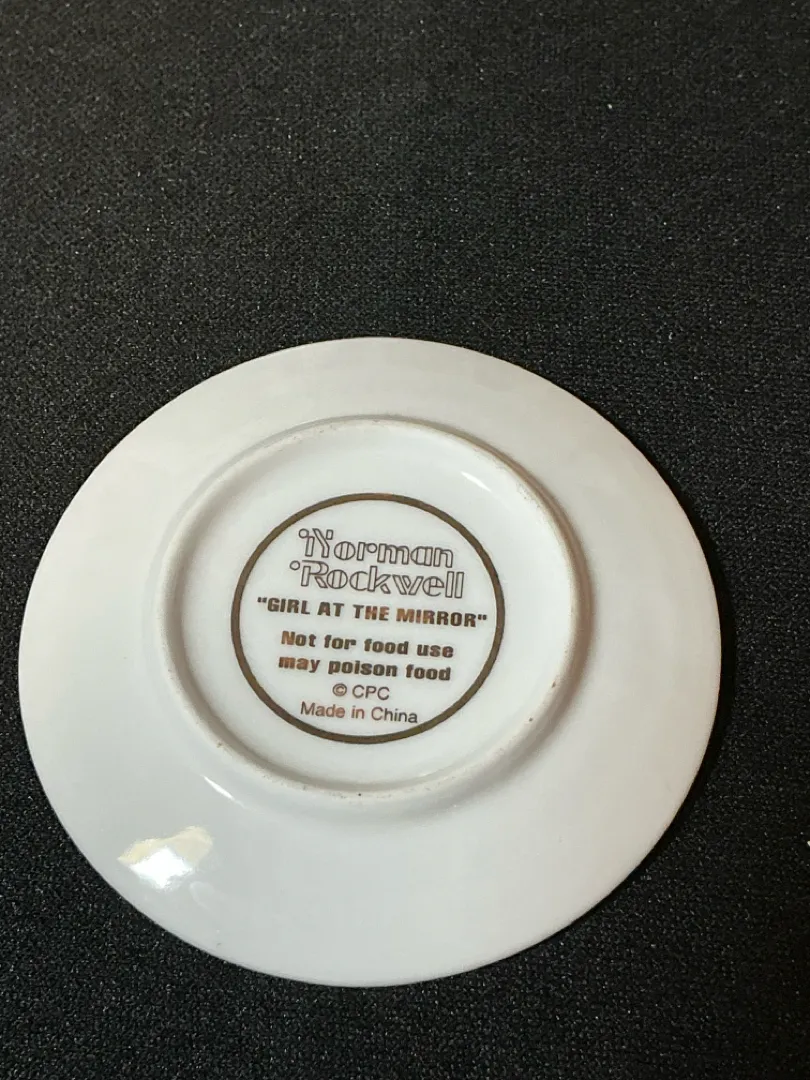 Norman
Rockwell
"GIRL AT THE MIRROR"
Not for food use
may poison food
© CPC
Made in China